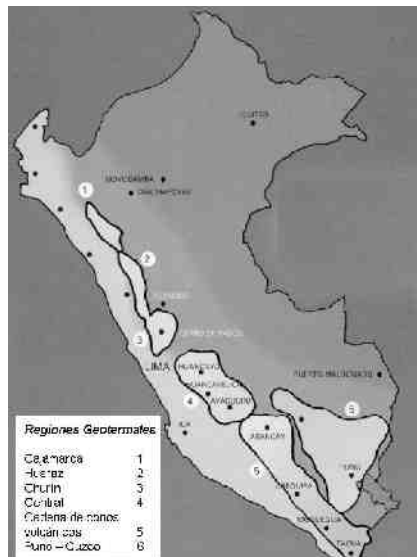 IQUITOS
MOYOBAMBA
CHACHAPOYAS
1
2
HUANUCO
CERRO DE PASCO
3
LIMA
HUANCAYO
HUANCAVELICA
PUERTO MALDONADO
4
AYACUCHO
6
ICA
ABANCAY
5
PUNO
AREQUIPA
MOQUEGUA
TACNA
Regiones Geotermales
Cajamarca 1
Huaraz 2
Churín 3
Central 4
Cadena de conos
volcánicos 5
Puno – Cuzco 6